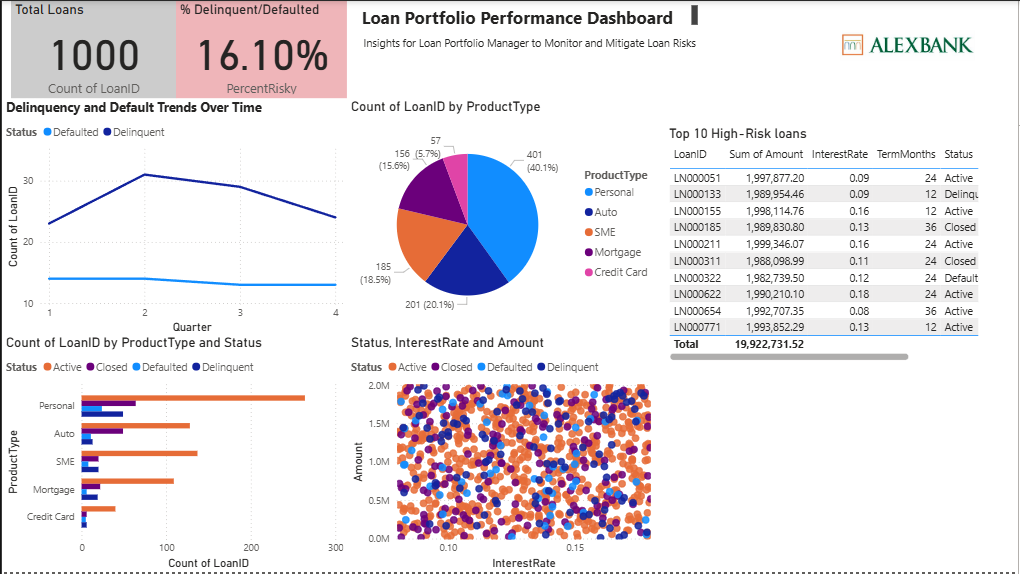 Total Loans
1000
Count of LoanID
% Delinquent/Defaulted
16.10%
PercentRisky
Loan Portfolio Performance Dashboard
Insights for Loan Portfolio Manager to Monitor and Mitigate Loan Risks
ALEXBANK
Delinquency and Default Trends Over Time
Status Defaulted Delinquent
Count of LoanID
30
20
10
1 2 3 4
Quarter
Count of LoanID by ProductType
57
(5.7%)
156
(15.6%)
401
(40.1%)
185
(18.5%)
201 (20.1%)
ProductType
Personal
Auto
SME
Mortgage
Credit Card
Top 10 High-Risk loans
LoanID Sum of Amount InterestRate TermMonths Status
LN000051 1,997,877.20 0.09 24 Active
LN000133 1,989,954.46 0.09 12 Delinqu
LN000155 1,998,114.76 0.16 12 Active
LN000185 1,989,830.80 0.13 36 Closed
LN000211 1,999,346.07 0.16 24 Active
LN000311 1,988,098.99 0.11 24 Closed
LN000322 1,982,739.50 0.12 24 Default
LN000622 1,990,210.10 0.18 24 Active
LN000654 1,992,707.35 0.08 36 Active
LN000771 1,993,852.29 0.13 12 Active
Total 19,922,731.52
Count of LoanID by ProductType and Status
Status Active Closed Defaulted Delinquent
ProductType
Personal
Auto
SME
Mortgage
Credit Card
0 100 200 300
Count of LoanID
Status, InterestRate and Amount
Status Active Closed Defaulted Delinquent
Amount
2.0M
1.5M
1.0M
0.5M
0.0M
0.10 0.15
InterestRate